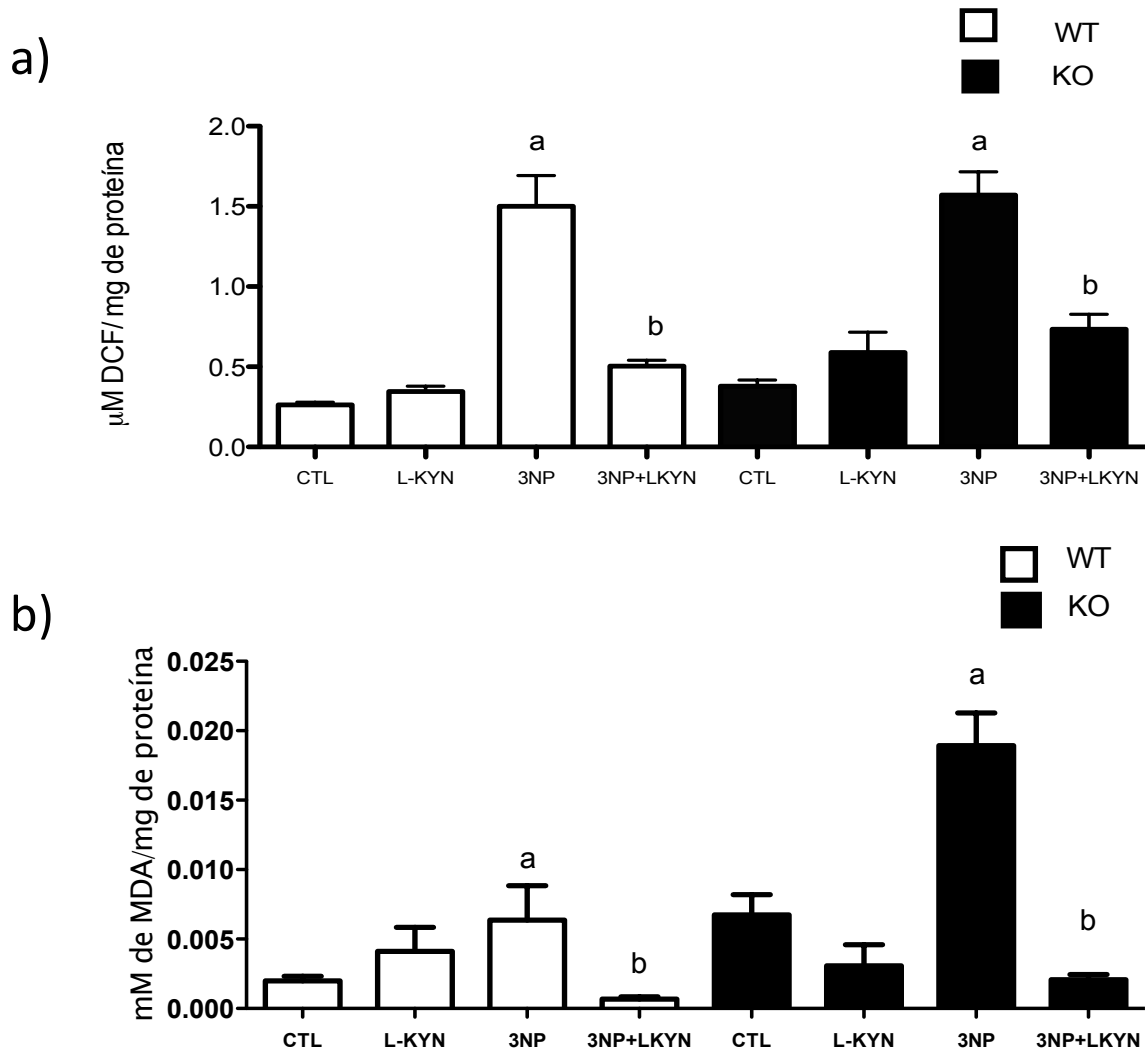 a)
WT
KO
µM DCF/ mg de proteína
2.0
1.5
1.0
0.5
0.0
a
b
a
b
CTL L-KYN 3NP 3NP+LKYN CTL L-KYN 3NP 3NP+LKYN
b)
WT
KO
mM de MDA/mg de proteína
0.025
0.020
0.015
0.010
0.005
0.000
a
b
a
b
CTL L-KYN 3NP 3NP+LKYN CTL L-KYN 3NP 3NP+LKYN